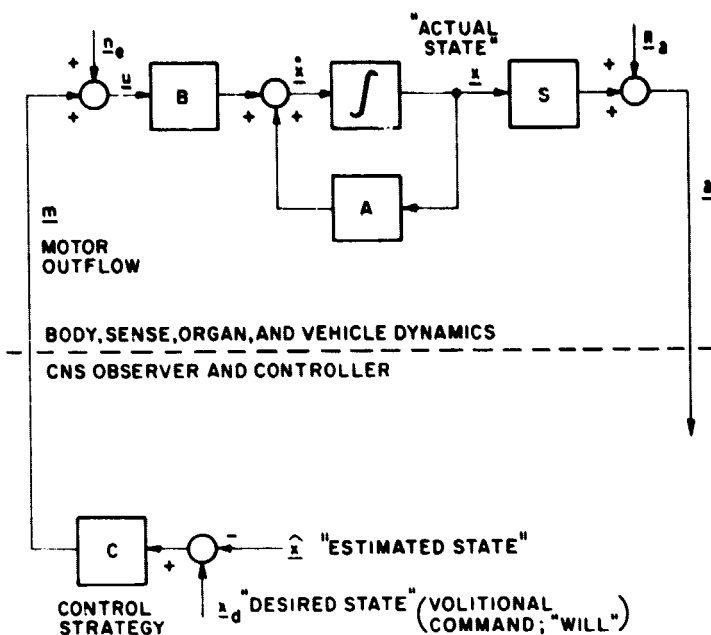 "ACTUAL
STATE"
n_e
n_a
+
+
u
B
+
+
ẋ
∫
x
S
+
+
A
a
m
MOTOR
OUTFLOW
BODY, SENSE, ORGAN, AND VEHICLE DYNAMICS
CNS OBSERVER AND CONTROLLER
C
+
−
x̂ "ESTIMATED STATE"
x_d "DESIRED STATE" (VOLITIONAL
COMMAND; "WILL")
CONTROL
STRATEGY